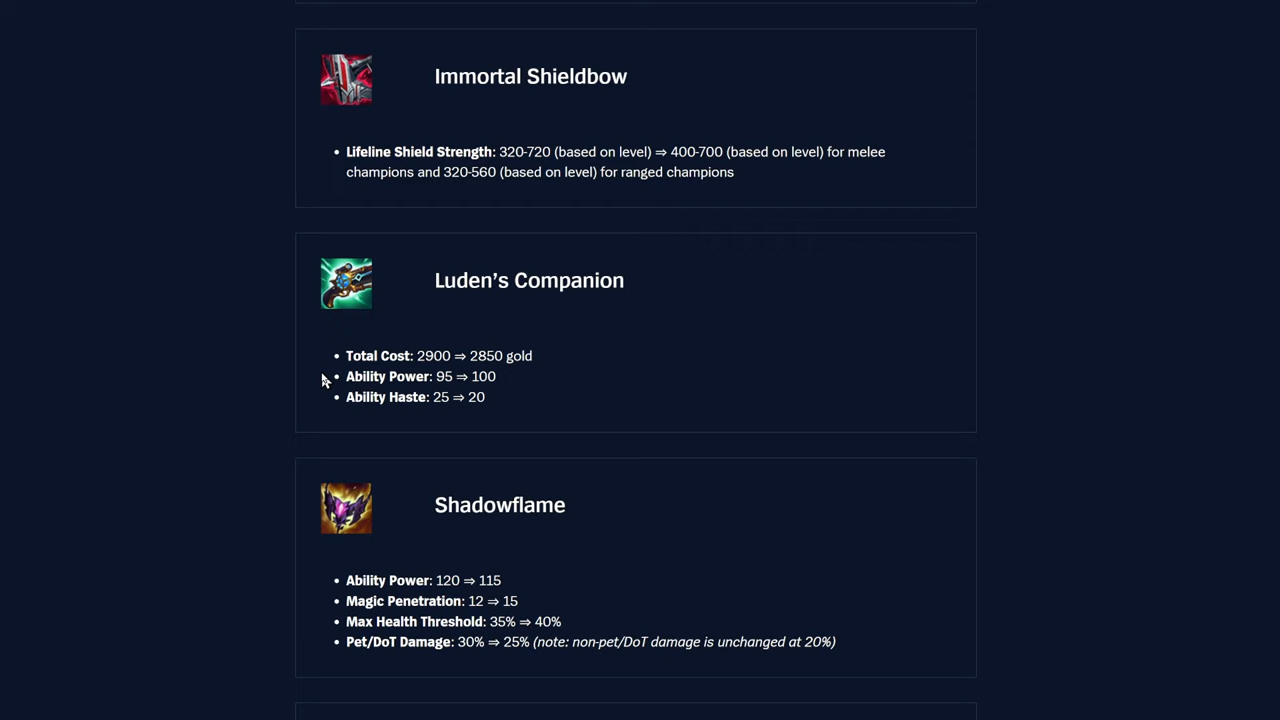 Immortal Shieldbow
• Lifeline Shield Strength: 320-720 (based on level) ⇒ 400-700 (based on level) for melee
champions and 320-560 (based on level) for ranged champions
Luden’s Companion
• Total Cost: 2900 ⇒ 2850 gold
• Ability Power: 95 ⇒ 100
• Ability Haste: 25 ⇒ 20
Shadowflame
• Ability Power: 120 ⇒ 115
• Magic Penetration: 12 ⇒ 15
• Max Health Threshold: 35% ⇒ 40%
• Pet/DoT Damage: 30% ⇒ 25% (note: non-pet/DoT damage is unchanged at 20%)